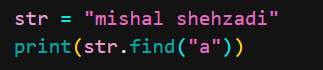 str = "mishal shehzadi"
print(str.find("a"))